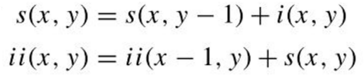 s(x, y) = s(x, y − 1) + i(x, y)
ii(x, y) = ii(x − 1, y) + s(x, y)